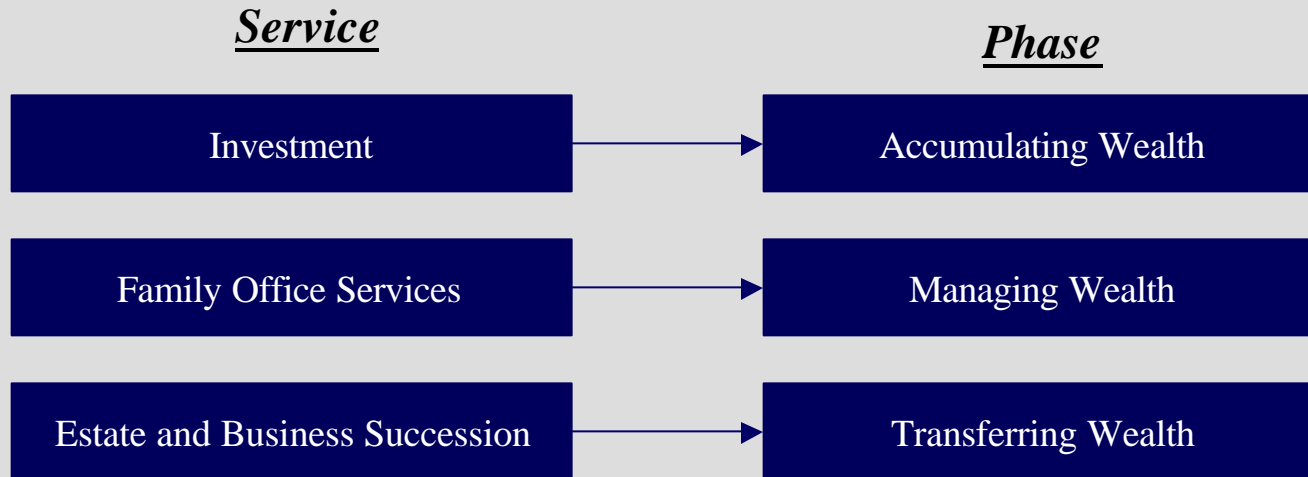 Service
Phase
Investment
Accumulating Wealth
Family Office Services
Managing Wealth
Estate and Business Succession
Transferring Wealth